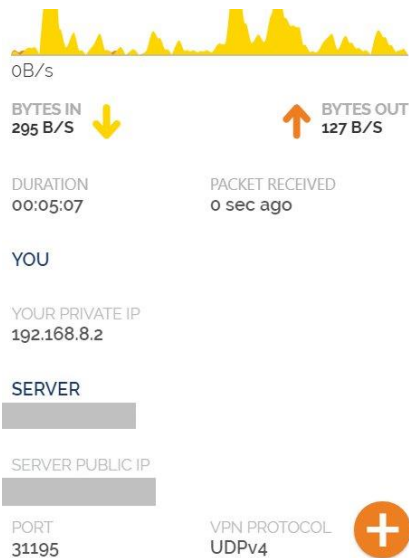 0B/s
BYTES IN
295 B/S
BYTES OUT
127 B/S
DURATION
00:05:07
PACKET RECEIVED
0 sec ago
YOU
YOUR PRIVATE IP
192.168.8.2
SERVER
SERVER PUBLIC IP
PORT
31195
VPN PROTOCOL
UDPv4